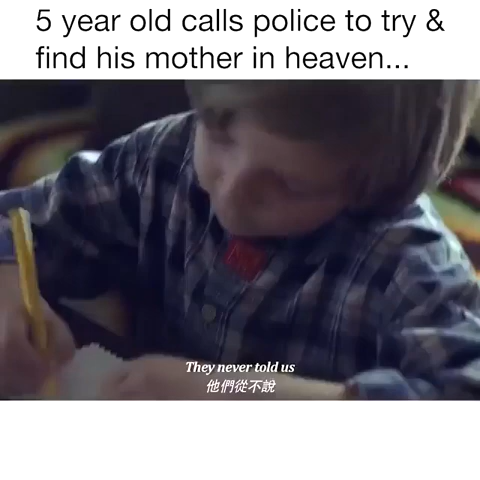 5 year old calls police to try &
find his mother in heaven...
They never told us
他們從不說